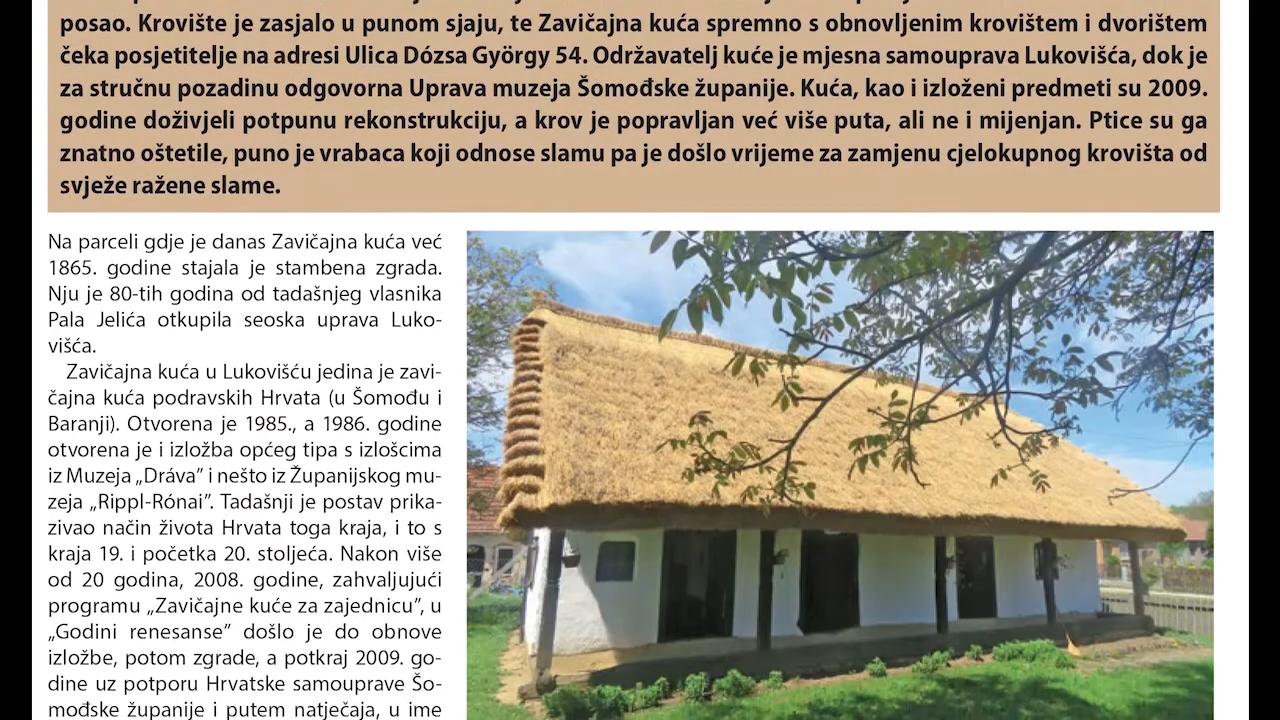 posao. Krovište je zasjalo u punom sjaju, te Zavičajna kuća spremno s obnovljenim krovištem i dvorištem
čeka posjetitelje na adresi Ulica Dózsa György 54. Održavatelj kuće je mjesna samouprava Lukovišća, dok je
za stručnu pozadinu odgovorna Uprava muzeja Šomođske županije. Kuća, kao i izloženi predmeti su 2009.
godine doživjeli potpunu rekonstrukciju, a krov je popravljan već više puta, ali ne i mijenjan. Ptice su ga
znatno oštetile, puno je vrabaca koji odnose slamu pa je došlo vrijeme za zamjenu cjelokupnog krovišta od
svježe ražene slame.
Na parceli gdje je danas Zavičajna kuća već
1865. godine stajala je stambena zgrada.
Nju je 80-tih godina od tadašnjeg vlasnika
Pala Jelića otkupila seoska uprava Luko-
višća.
Zavičajna kuća u Lukovišću jedina je zavi-
čajna kuća podravskih Hrvata (u Šomođu i
Baranji). Otvorena je 1985., a 1986. godine
otvorena je i izložba općeg tipa s izlošcima
iz Muzeja „Dráva” i nešto iz Županijskog mu-
zeja „Rippl-Rónai”. Tadašnji je postav prika-
zivao način života Hrvata toga kraja, i to s
kraja 19. i početka 20. stoljeća. Nakon više
od 20 godina, 2008. godine, zahvaljujući
programu „Zavičajne kuće za zajednicu”, u
„Godini renesanse” došlo je do obnove
izložbe, potom zgrade, a potkraj 2009. go-
dine uz potporu Hrvatske samouprave Šo-
mođske županije i putem natječaja, u ime